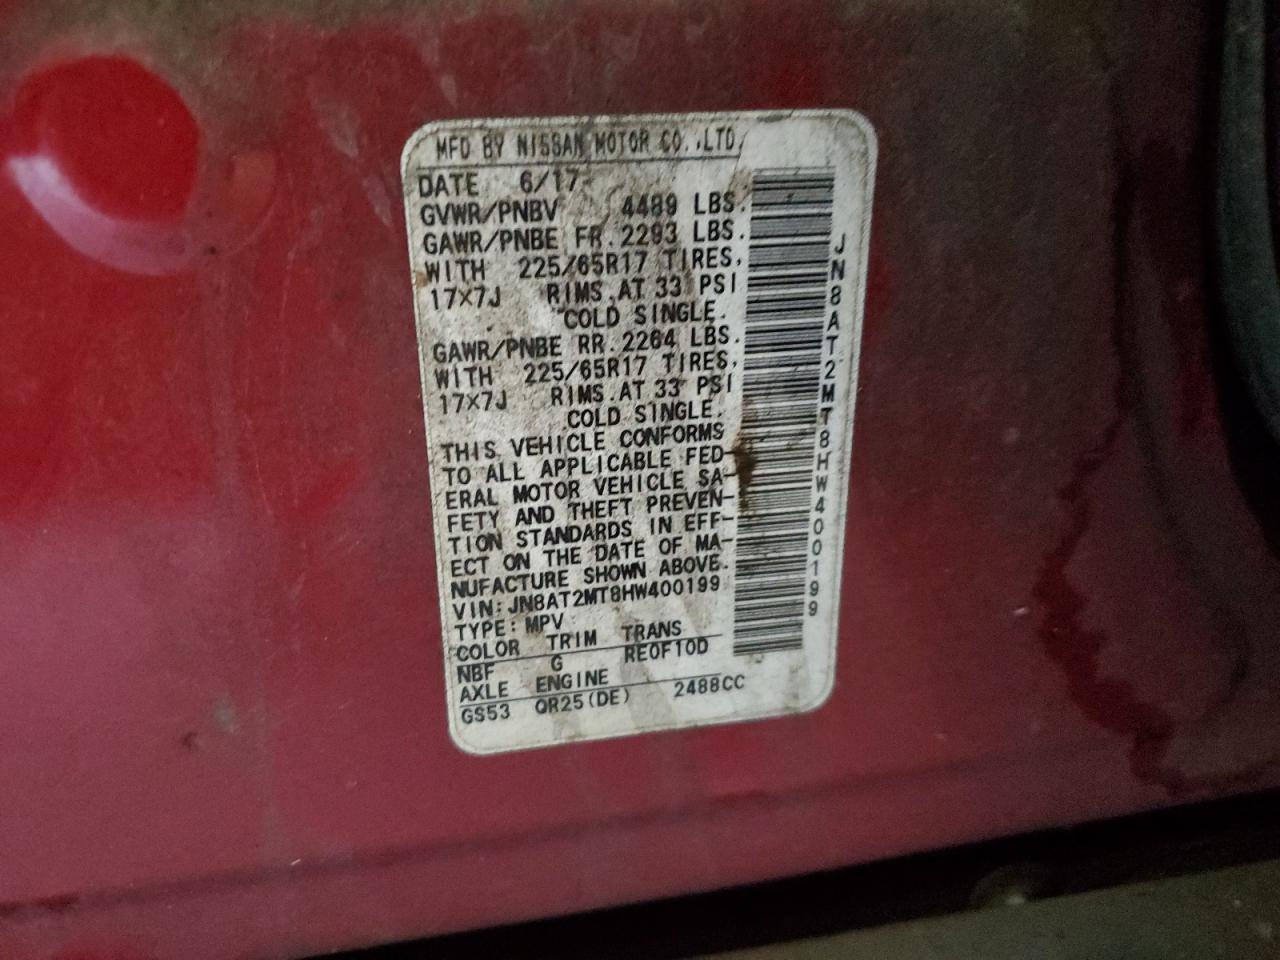 MFD BY NISSAN MOTOR CO.,LTD.
DATE 6/17
GVWR/PNBV 4489 LBS.
GAWR/PNBE FR. 2293 LBS.
WITH 225/65R17 TIRES,
17×7J RIMS AT 33 PSI
COLD SINGLE.
GAWR/PNBE RR. 2264 LBS.
WITH 225/65R17 TIRES,
17×7J RIMS AT 33 PSI
COLD SINGLE.
THIS VEHICLE CONFORMS
TO ALL APPLICABLE FED-
ERAL MOTOR VEHICLE SA-
FETY AND THEFT PREVEN-
TION STANDARDS IN EFF-
ECT ON THE DATE OF MA-
NUFACTURE SHOWN ABOVE.
VIN: JN8AT2MT8HW400199
TYPE: MPV
COLOR TRIM TRANS
NBF G RE0F10D
AXLE ENGINE
GS53 QR25(DE) 2488CC
JN8AT2MT8HW400199